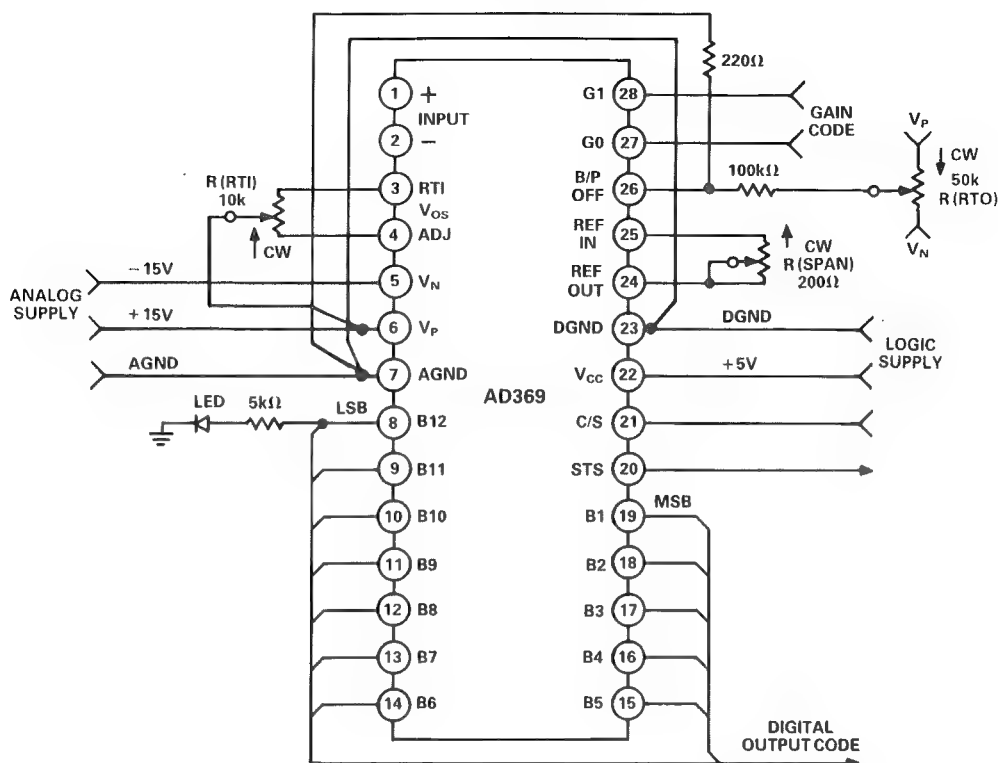 220Ω
1
+
INPUT
2
−
3
RTI
V_OS
4
ADJ
5
V_N
6
V_P
7
AGND
8
B12
9
B11
10
B10
11
B9
12
B8
13
B7
14
B6
R (RTI)
10k
CW
−15V
ANALOG
SUPPLY
+15V
AGND
LED
5kΩ
LSB
AD369
G1
28
G0
27
GAIN
CODE
B/P
OFF
26
100kΩ
V_P
CW
50k
R (RTO)
V_N
REF
IN
25
REF
OUT
24
CW
R (SPAN)
200Ω
DGND
23
DGND
LOGIC
SUPPLY
V_CC
22
+5V
C/S
21
STS
20
B1
19
MSB
B2
18
B3
17
B4
16
B5
15
DIGITAL
OUTPUT CODE